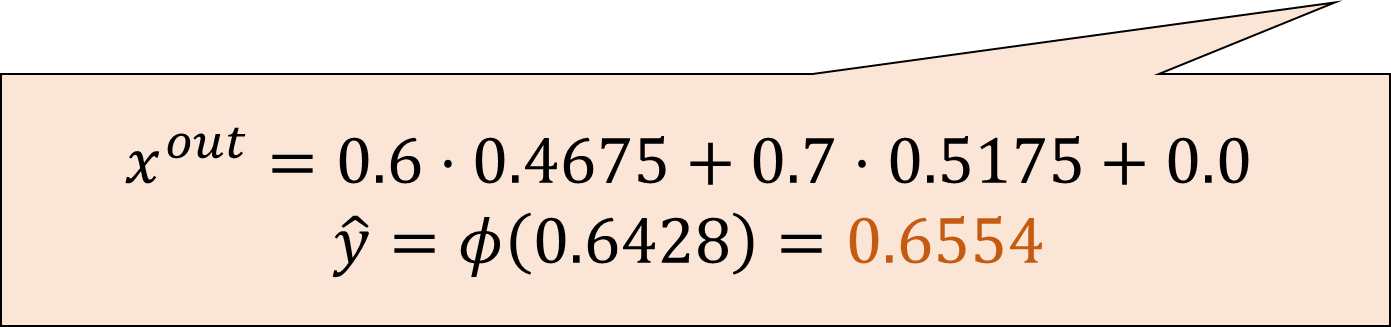 x^out = 0.6 · 0.4675 + 0.7 · 0.5175 + 0.0
ŷ = ϕ(0.6428) = 0.6554